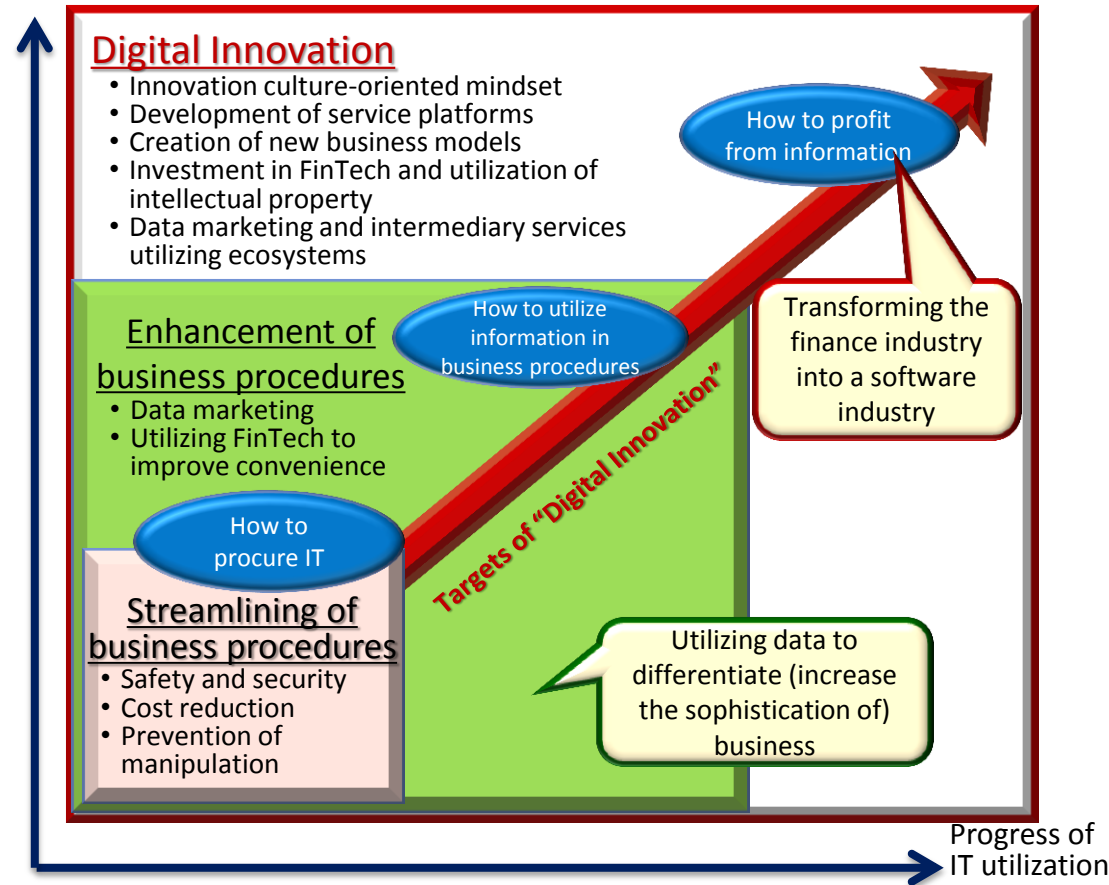 Digital Innovation
• Innovation culture-oriented mindset
• Development of service platforms
• Creation of new business models
• Investment in FinTech and utilization of
intellectual property
• Data marketing and intermediary services
utilizing ecosystems
How to profit
from information
Transforming the
finance industry
into a software
industry
How to utilize
information in
business procedures
Enhancement of
business procedures
• Data marketing
• Utilizing FinTech to
improve convenience
Targets of “Digital Innovation”
How to
procure IT
Streamlining of
business procedures
• Safety and security
• Cost reduction
• Prevention of
manipulation
Utilizing data to
differentiate (increase
the sophistication of)
business
Progress of
IT utilization